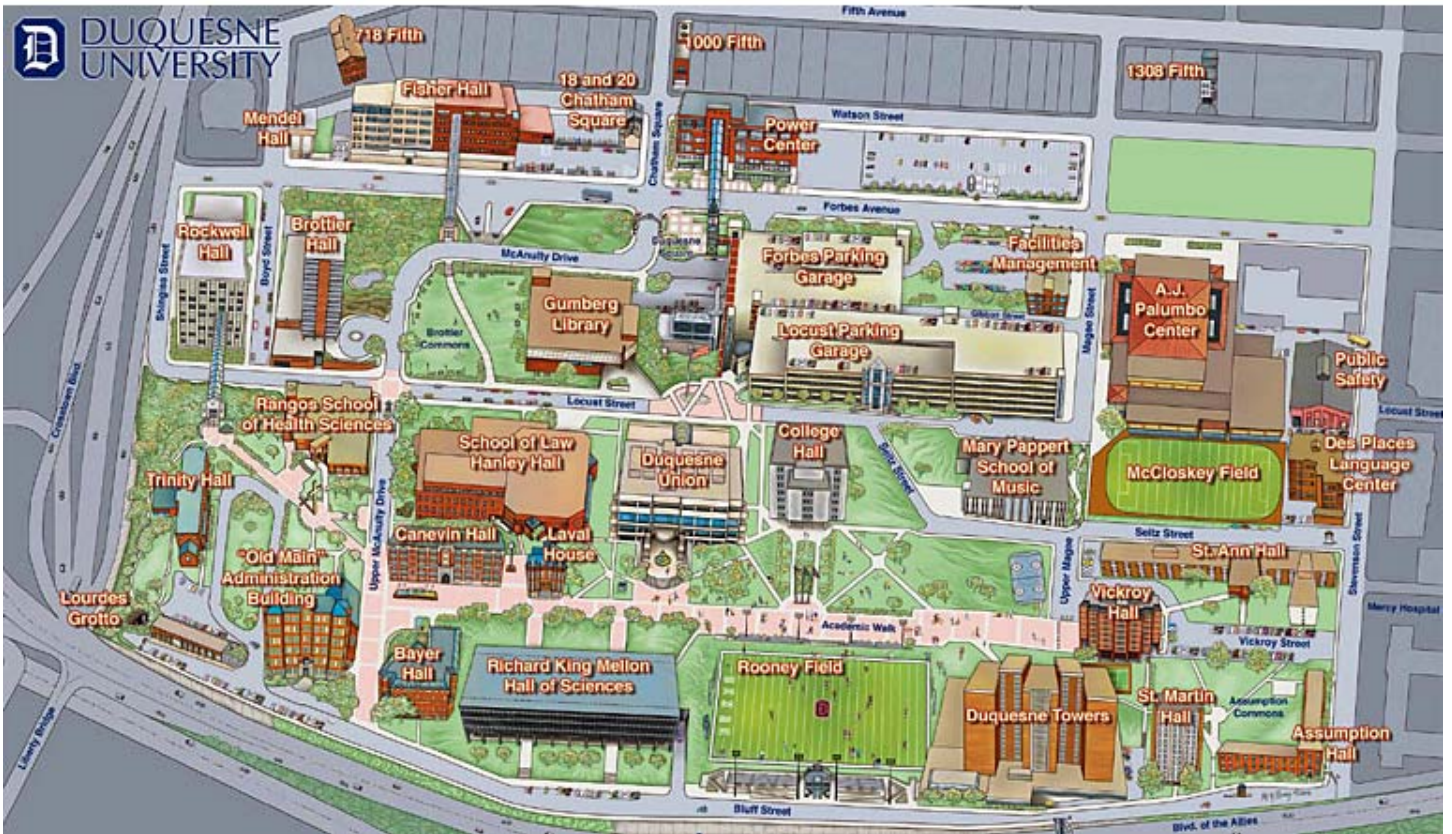 DUQUESNE
UNIVERSITY
Fifth Avenue
718 Fifth
1000 Fifth
1308 Fifth
Fisher Hall
18 and 20
Chatham
Square
Mendel
Hall
Chatham Square
Power
Center
Watson Street
Forbes Avenue
Rockwell
Hall
Brottier
Hall
Shingiss Street
Boyd Street
McAnulty Drive
Duquesne
Square
Forbes Parking
Garage
Facilities
Management
Gumberg
Library
Brottier
Commons
Gibbon Street
Locust Parking
Garage
Magee Street
A.J.
Palumbo
Center
Public
Safety
Crosstown Blvd.
Locust Street
Locust Street
Rangos School
of Health Sciences
School of Law
Hanley Hall
Duquesne
Union
College
Hall
Seitz Street
Mary Pappert
School of
Music
McCloskey Field
Des Places
Language
Center
Trinity Hall
Upper McAnulty Drive
Canevin Hall
Laval
House
Seitz Street
St. Ann Hall
Stevenson Street
"Old Main"
Administration
Building
Lourdes
Grotto
Upper Magee
Vickroy
Hall
Mercy Hospital
Academic Walk
Vickroy Street
Bayer
Hall
Richard King Mellon
Hall of Sciences
Rooney Field
Duquesne Towers
St. Martin
Hall
Assumption
Commons
Assumption
Hall
Liberty Bridge
Bluff Street
Blvd. of the Allies